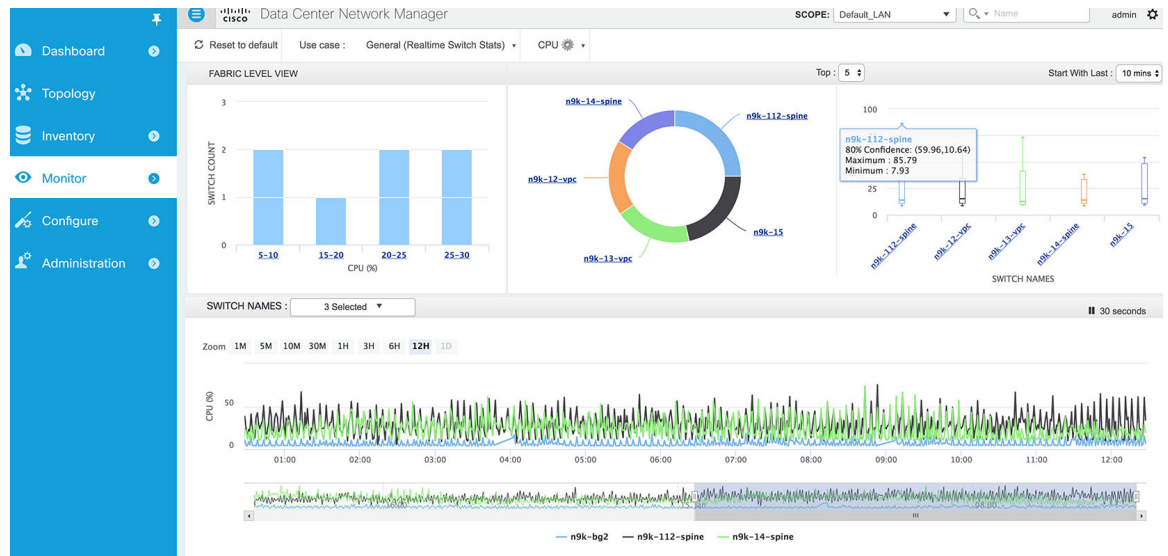 CISCO Data Center Network Manager
SCOPE: Default_LAN
Name
admin
Dashboard
Topology
Inventory
Monitor
Configure
Administration
Reset to default
Use case :
General (Realtime Switch Stats)
CPU
FABRIC LEVEL VIEW
3
2
1
0
SWITCH COUNT
5-10
15-20
20-25
25-30
CPU (%)
Top : 5
n9k-14-spine
n9k-112-spine
n9k-12-vpc
n9k-15
n9k-13-vpc
Start With Last : 10 mins
100
25
0
n9k-112-spine
80% Confidence: (59.96,10.64)
Maximum : 85.79
Minimum : 7.93
n9k-112-spine
n9k-12-vpc
n9k-13-vpc
n9k-14-spine
n9k-15
SWITCH NAMES
SWITCH NAMES :
3 Selected
30 seconds
Zoom 1M 5M 10M 30M 1H 3H 6H 12H 1D
CPU (%)
50
0
01:00 02:00 03:00 04:00 05:00 06:00 07:00 08:00 09:00 10:00 11:00 12:00
n9k-bg2 n9k-112-spine n9k-14-spine